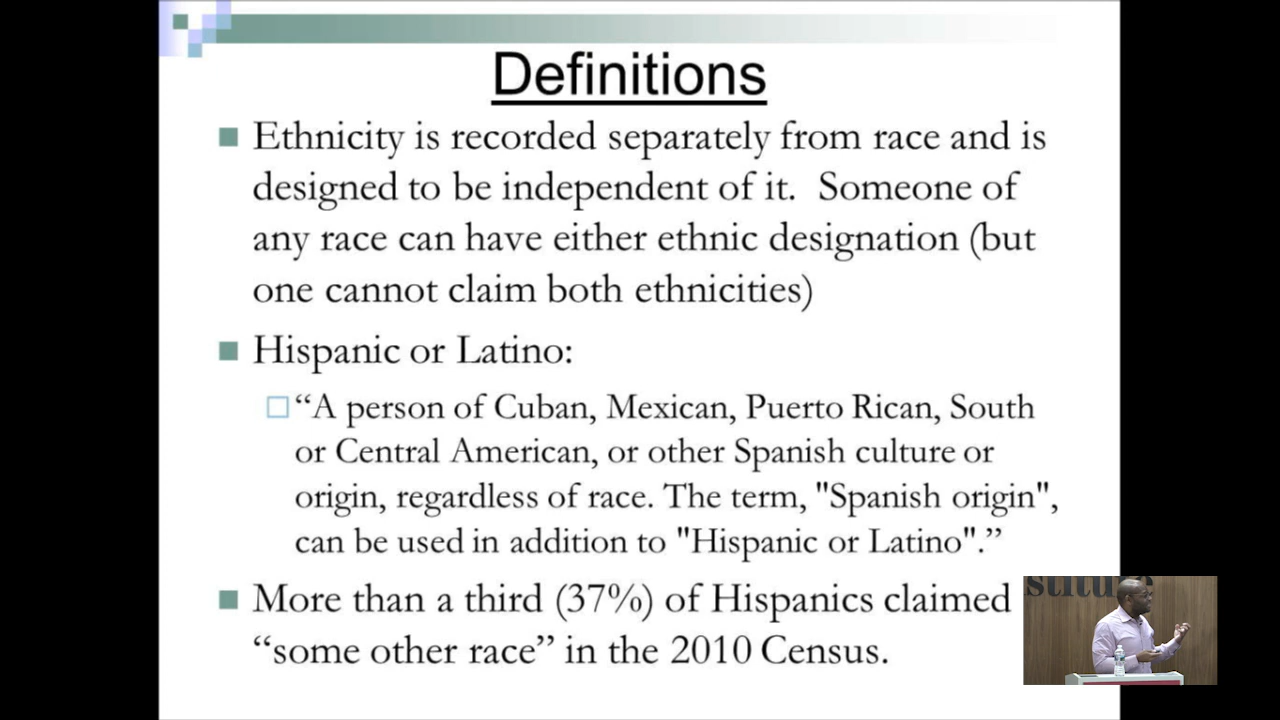 Definitions
Ethnicity is recorded separately from race and is
designed to be independent of it.  Someone of
any race can have either ethnic designation (but
one cannot claim both ethnicities)
Hispanic or Latino:
“A person of Cuban, Mexican, Puerto Rican, South
or Central American, or other Spanish culture or
origin, regardless of race. The term, "Spanish origin",
can be used in addition to "Hispanic or Latino".”
More than a third (37%) of Hispanics claimed
“some other race” in the 2010 Census.